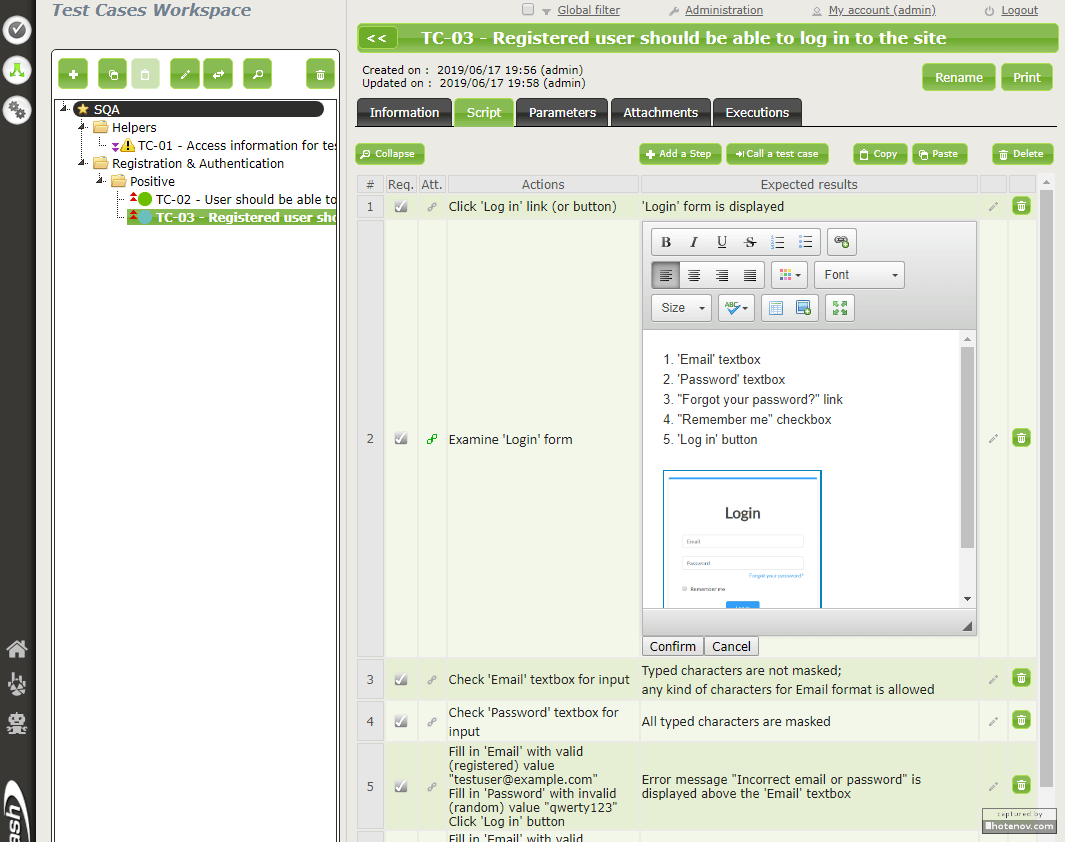 Test Cases Workspace
Global filter
Administration
My account (admin)
Logout
<< TC-03 - Registered user should be able to log in to the site
Created on : 2019/06/17 19:56 (admin)
Updated on : 2019/06/17 19:58 (admin)
Rename
Print
Information
Script
Parameters
Attachments
Executions
SQA
Helpers
TC-01 - Access information for tes
Registration & Authentication
Positive
TC-02 - User should be able to
TC-03 - Registered user sho
Collapse
Add a Step
Call a test case
Copy
Paste
Delete
# Req. Att. Actions Expected results
1 Click 'Log in' link (or button) 'Login' form is displayed
2 Examine 'Login' form
B I U S
Font
Size
ABC
1. 'Email' textbox
2. 'Password' textbox
3. "Forgot your password?" link
4. "Remember me" checkbox
5. 'Log in' button
Login
Email
Password
Forgot your password?
Remember me
Confirm
Cancel
3 Check 'Email' textbox for input
Typed characters are not masked;
any kind of characters for Email format is allowed
4 Check 'Password' textbox for
input
All typed characters are masked
5
Fill in 'Email' with valid
(registered) value
"testuser@example.com"
Fill in 'Password' with invalid
(random) value "qwerty123"
Click 'Log in' button
Error message "Incorrect email or password" is
displayed above the 'Email' textbox
Fill in 'Email' with valid
captured by
hotenov.com
ash